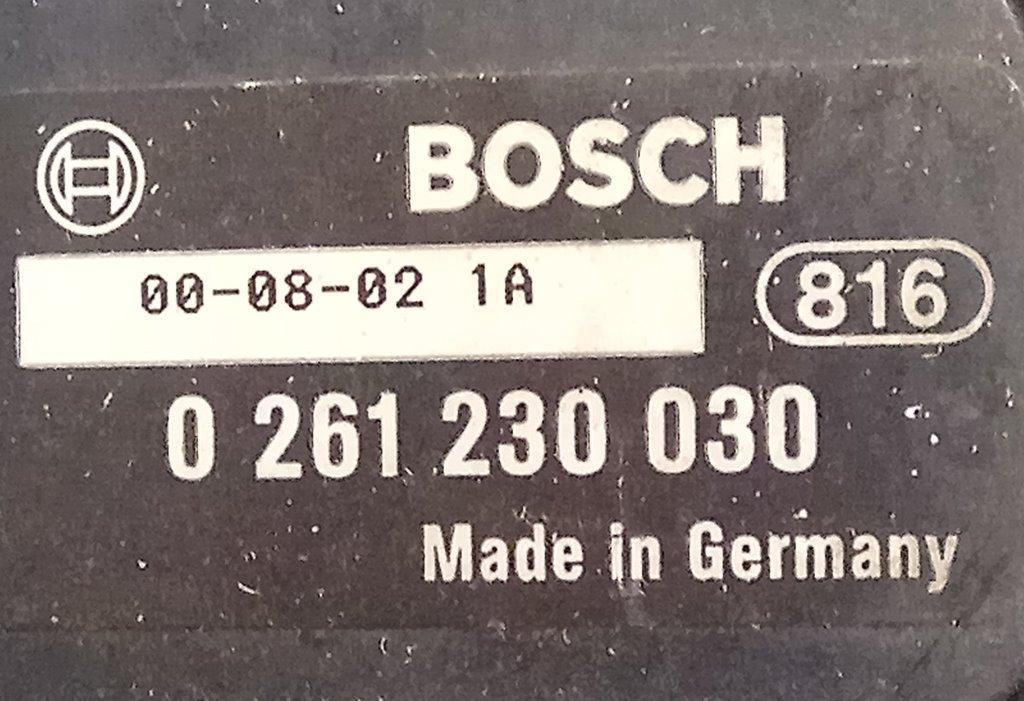 BOSCH
00-08-02 1A
816
0 261 230 030
Made in Germany